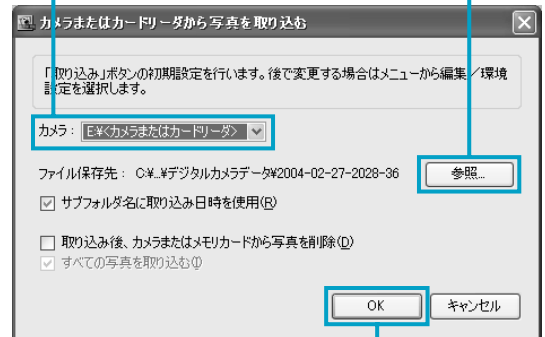 カメラまたはカードリーダから写真を取り込む
「取り込み」ボタンの初期設定を行います。後で変更する場合はメニューから編集／環境
設定を選択します。
カメラ： E:¥<カメラまたはカードリーダ>
ファイル保存先： C:¥...¥デジタルカメラデータ¥2004-02-27-2028-36 参照...
サブフォルダ名に取り込み日時を使用(R)
取り込み後、カメラまたはメモリカードから写真を削除(D)
すべての写真を取り込む(I)
OK キャンセル